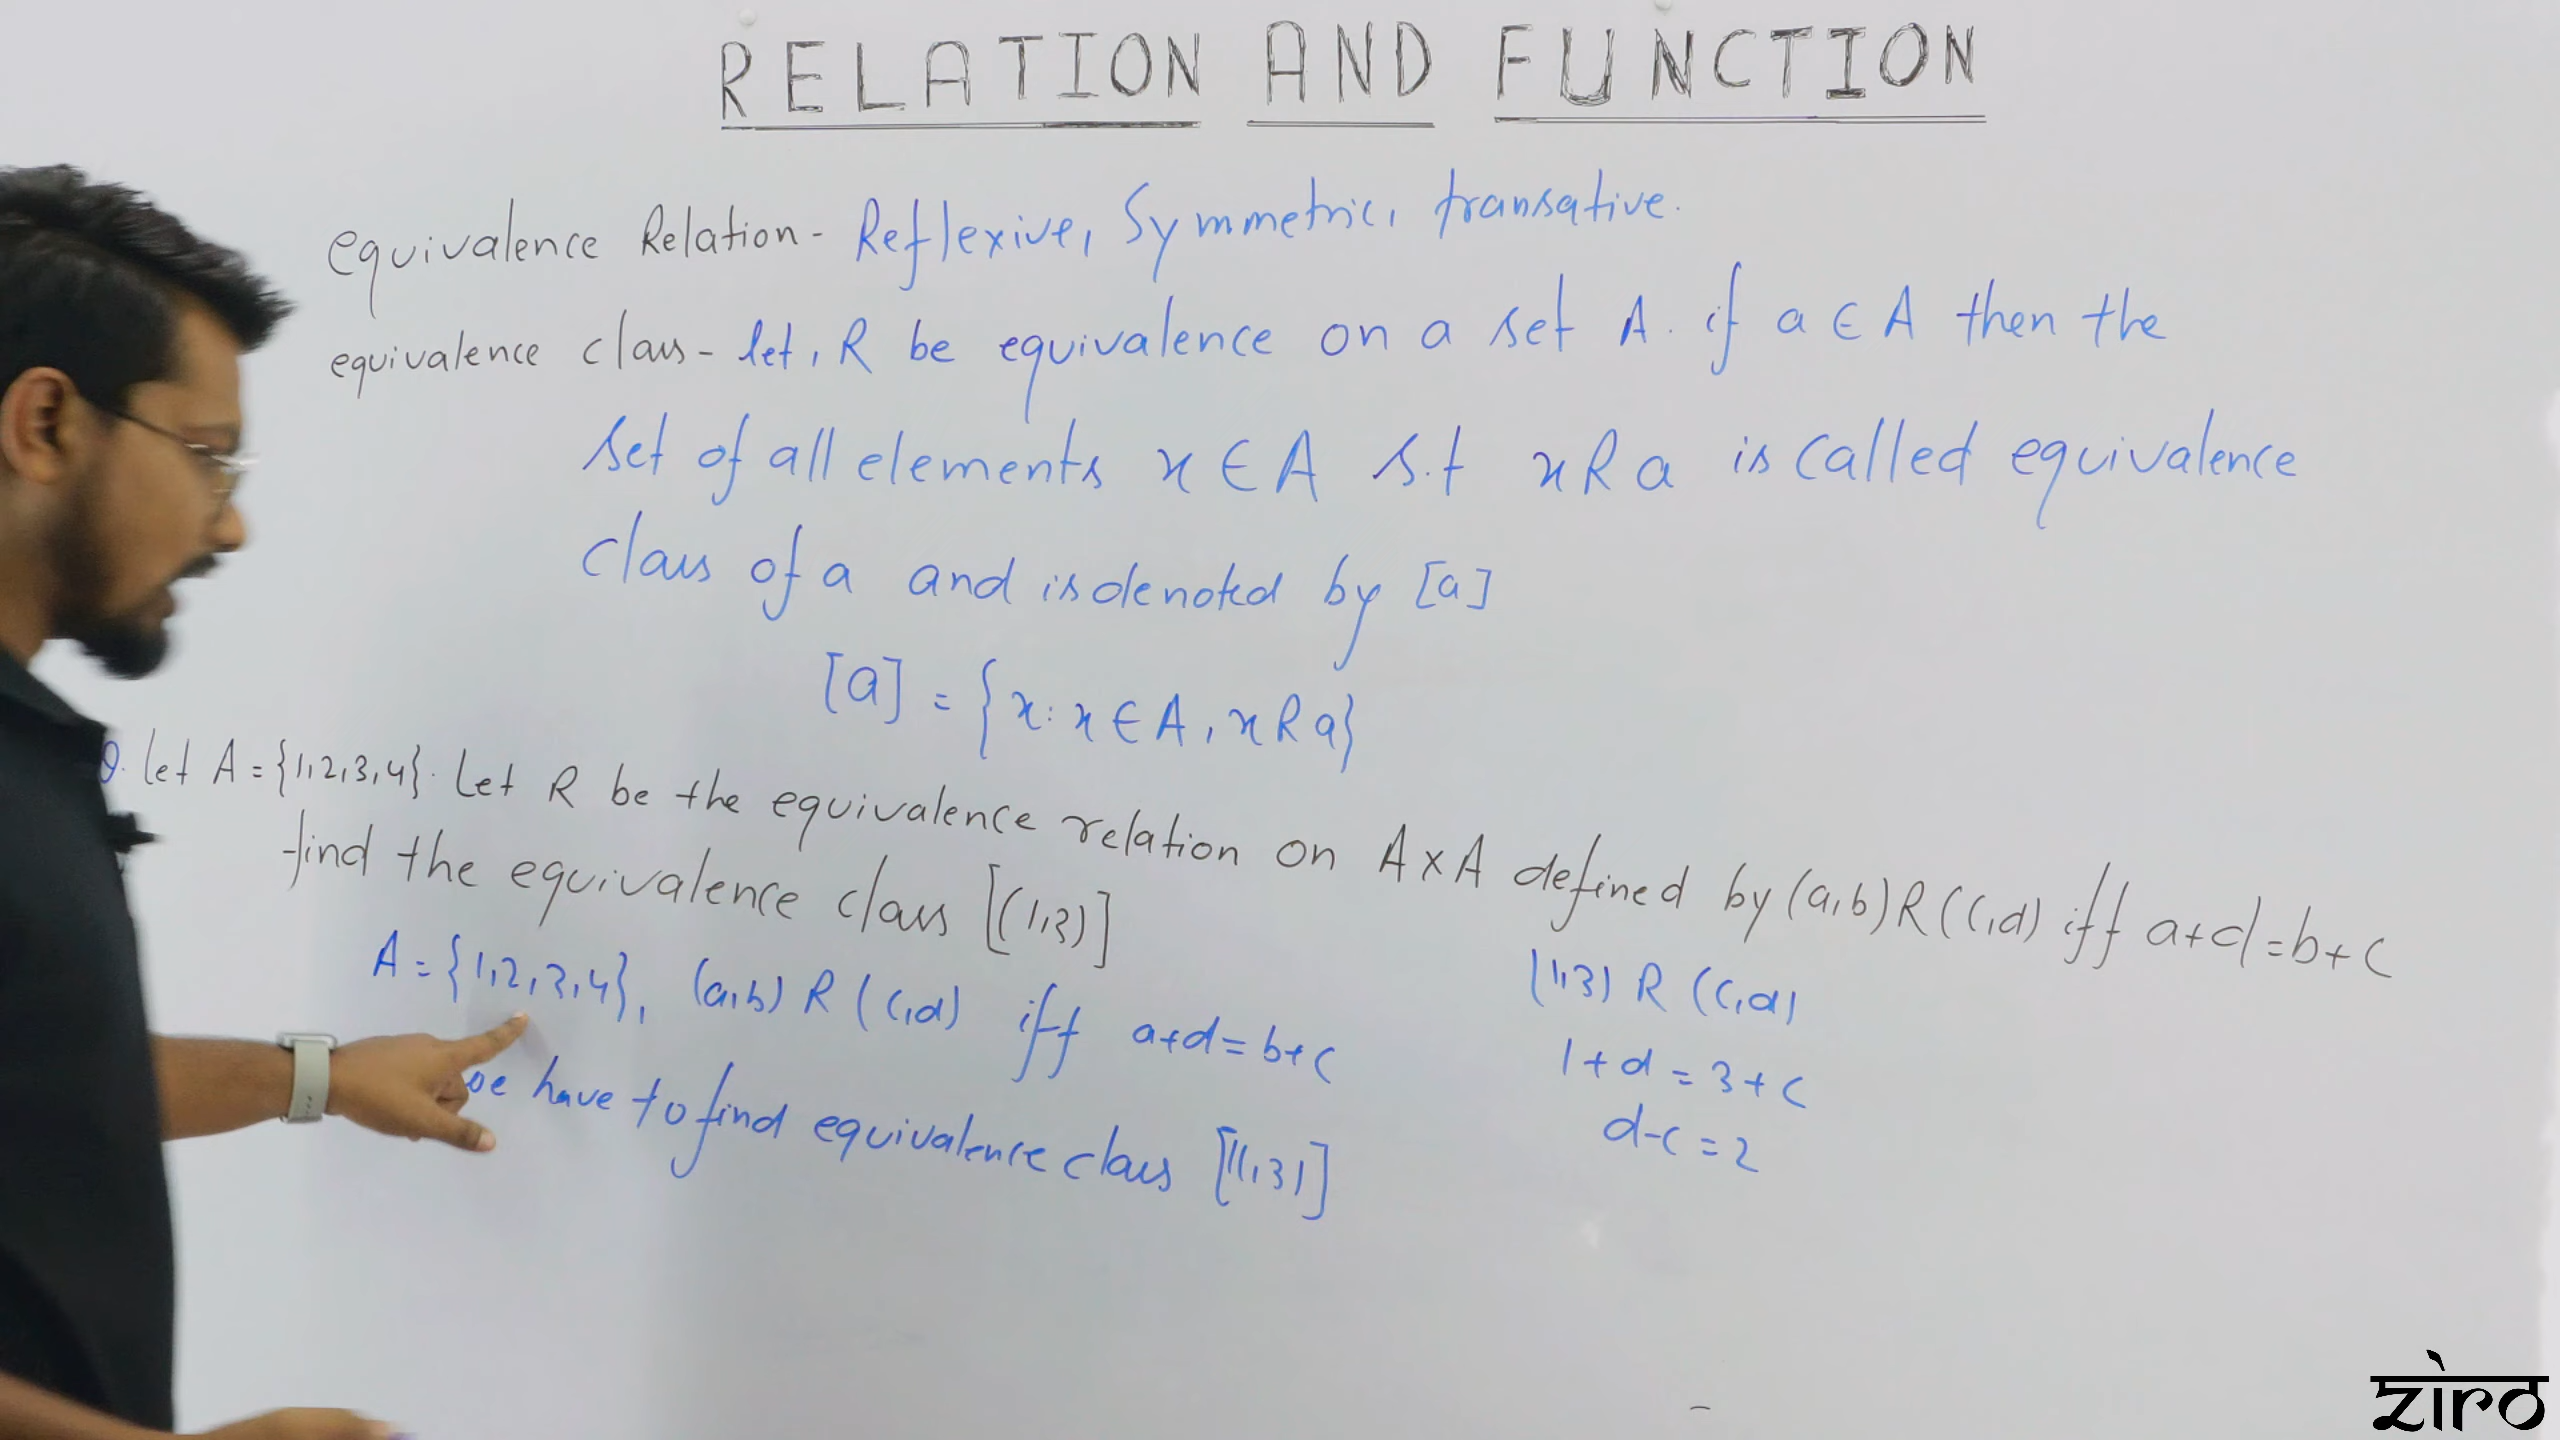 RELATION AND FUNCTION
equivalence Relation - Reflexive, Symmetric, transative.
equivalence class - let, R be equivalence on a set A. if a ∈ A then the
set of all elements x ∈ A s.t xRa is called equivalence
class of a and is denoted by [a]
[a] = {x: x ∈ A, xRa}
Q. let A = {1,2,3,4}. Let R be the equivalence relation on A×A defined by (a,b)R(c,d) iff a+d=b+c
find the equivalence class [(1,3)]
A = {1,2,3,4}, (a,b) R (c,d) iff a+d=b+c
we have to find equivalence class [(1,3)]
(1,3) R (c,d)
1+d = 3+c
d-c = 2
ziro